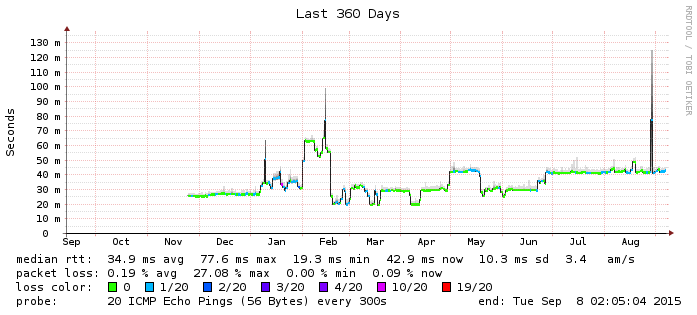 Last 360 Days
RRDTOOL / TOBI OETIKER
Seconds
130 m
120 m
110 m
100 m
90 m
80 m
70 m
60 m
50 m
40 m
30 m
20 m
10 m
0
Sep Oct Nov Dec Jan Feb Mar Apr May Jun Jul Aug
median rtt: 34.9 ms avg 77.6 ms max 19.3 ms min 42.9 ms now 10.3 ms sd 3.4 am/s
packet loss: 0.19 % avg 27.08 % max 0.00 % min 0.09 % now
loss color: 0 1/20 2/20 3/20 4/20 10/20 19/20
probe: 20 ICMP Echo Pings (56 Bytes) every 300s end: Tue Sep 8 02:05:04 2015